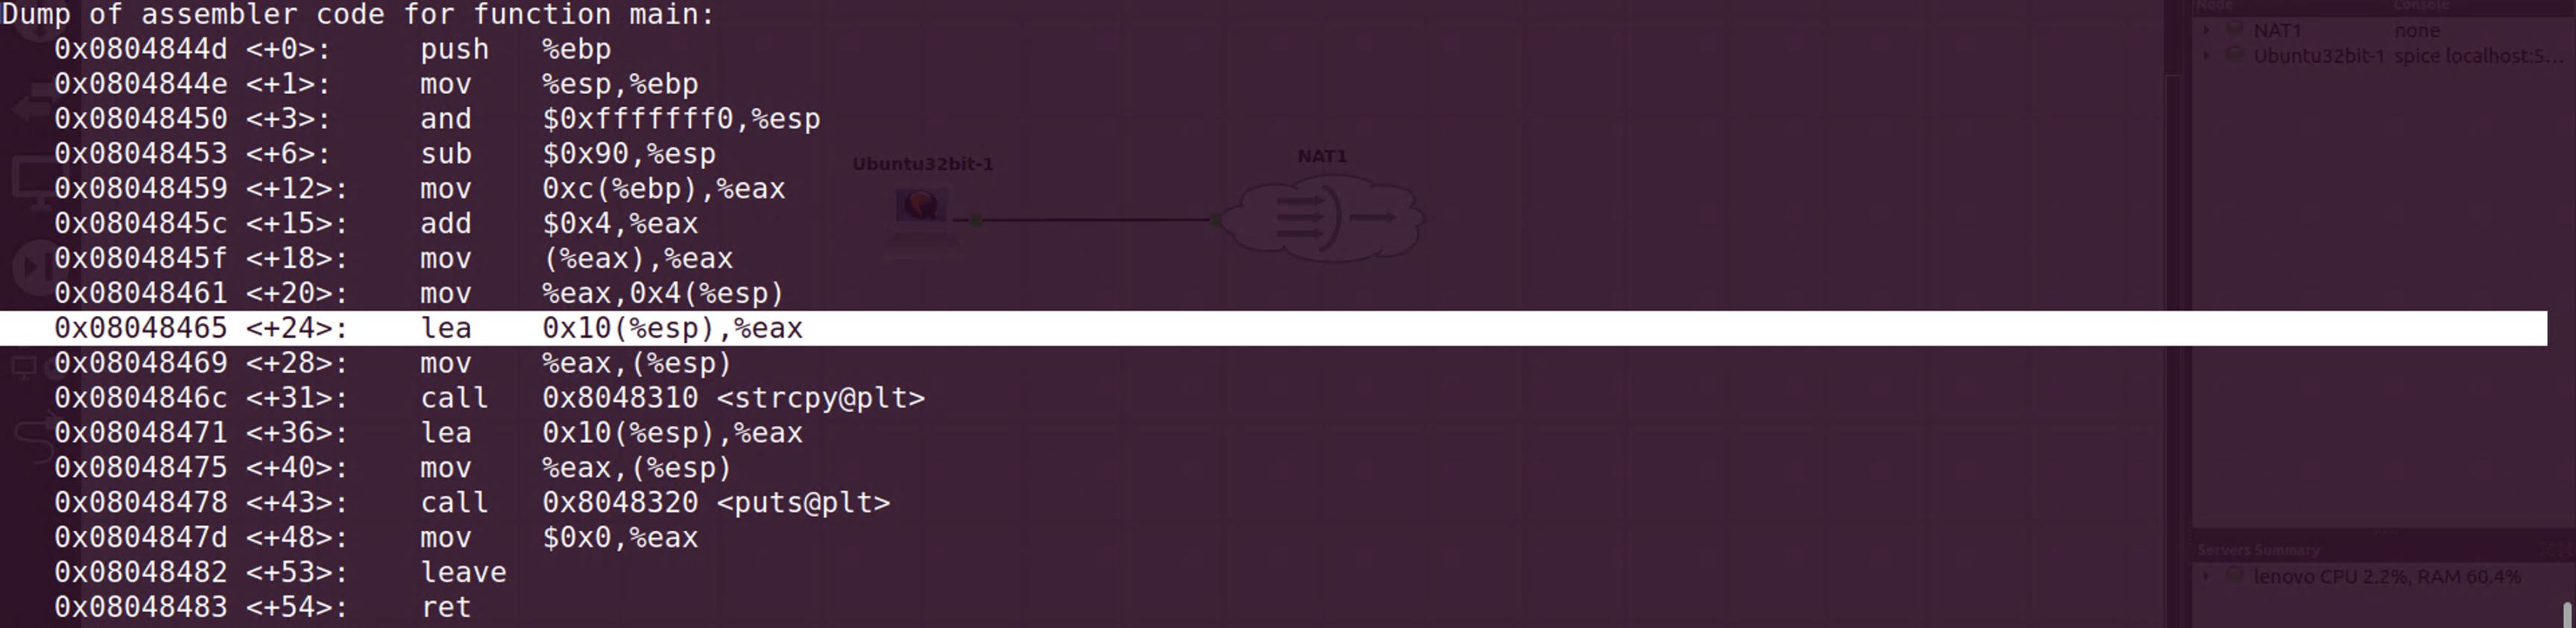 Dump of assembler code for function main:
0x0804844d <+0>: push %ebp
0x0804844e <+1>: mov %esp,%ebp
0x08048450 <+3>: and $0xfffffff0,%esp
0x08048453 <+6>: sub $0x90,%esp
0x08048459 <+12>: mov 0xc(%ebp),%eax
0x0804845c <+15>: add $0x4,%eax
0x0804845f <+18>: mov (%eax),%eax
0x08048461 <+20>: mov %eax,0x4(%esp)
0x08048465 <+24>: lea 0x10(%esp),%eax
0x08048469 <+28>: mov %eax,(%esp)
0x0804846c <+31>: call 0x8048310 <strcpy@plt>
0x08048471 <+36>: lea 0x10(%esp),%eax
0x08048475 <+40>: mov %eax,(%esp)
0x08048478 <+43>: call 0x8048320 <puts@plt>
0x0804847d <+48>: mov $0x0,%eax
0x08048482 <+53>: leave
0x08048483 <+54>: ret
Ubuntu32bit-1
NAT1
Node Console
NAT1 none
Ubuntu32bit-1 spice localhost:5...
Servers Summary
lenovo CPU 2.2%, RAM 60.4%